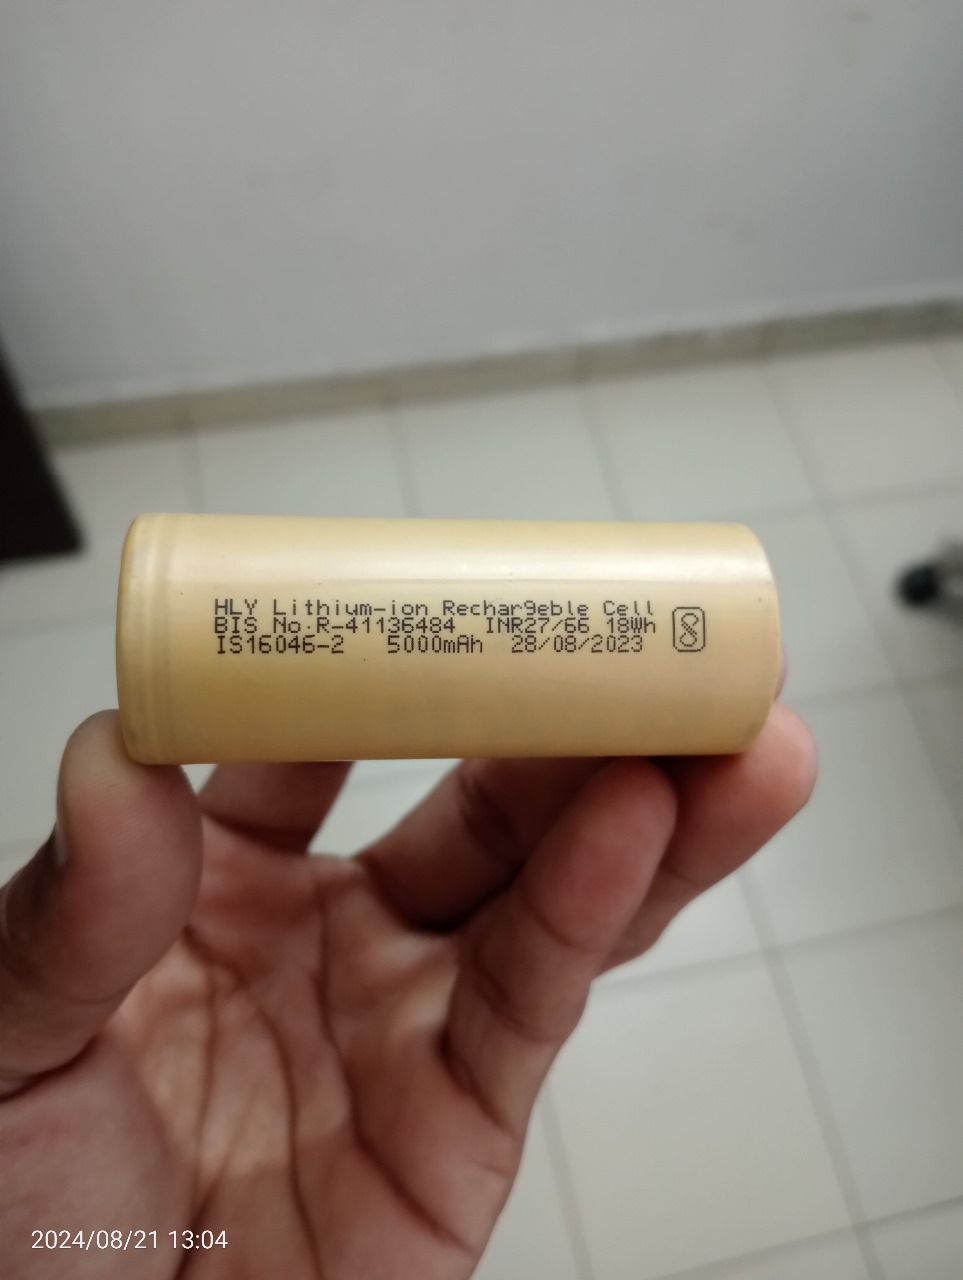 HLY Lithium-ion Rechar9eble Cell
BIS No·R-41136484 INR27/66 18Wh
IS16046-2 5000mAh 28/08/2023
2024/08/21 13:04